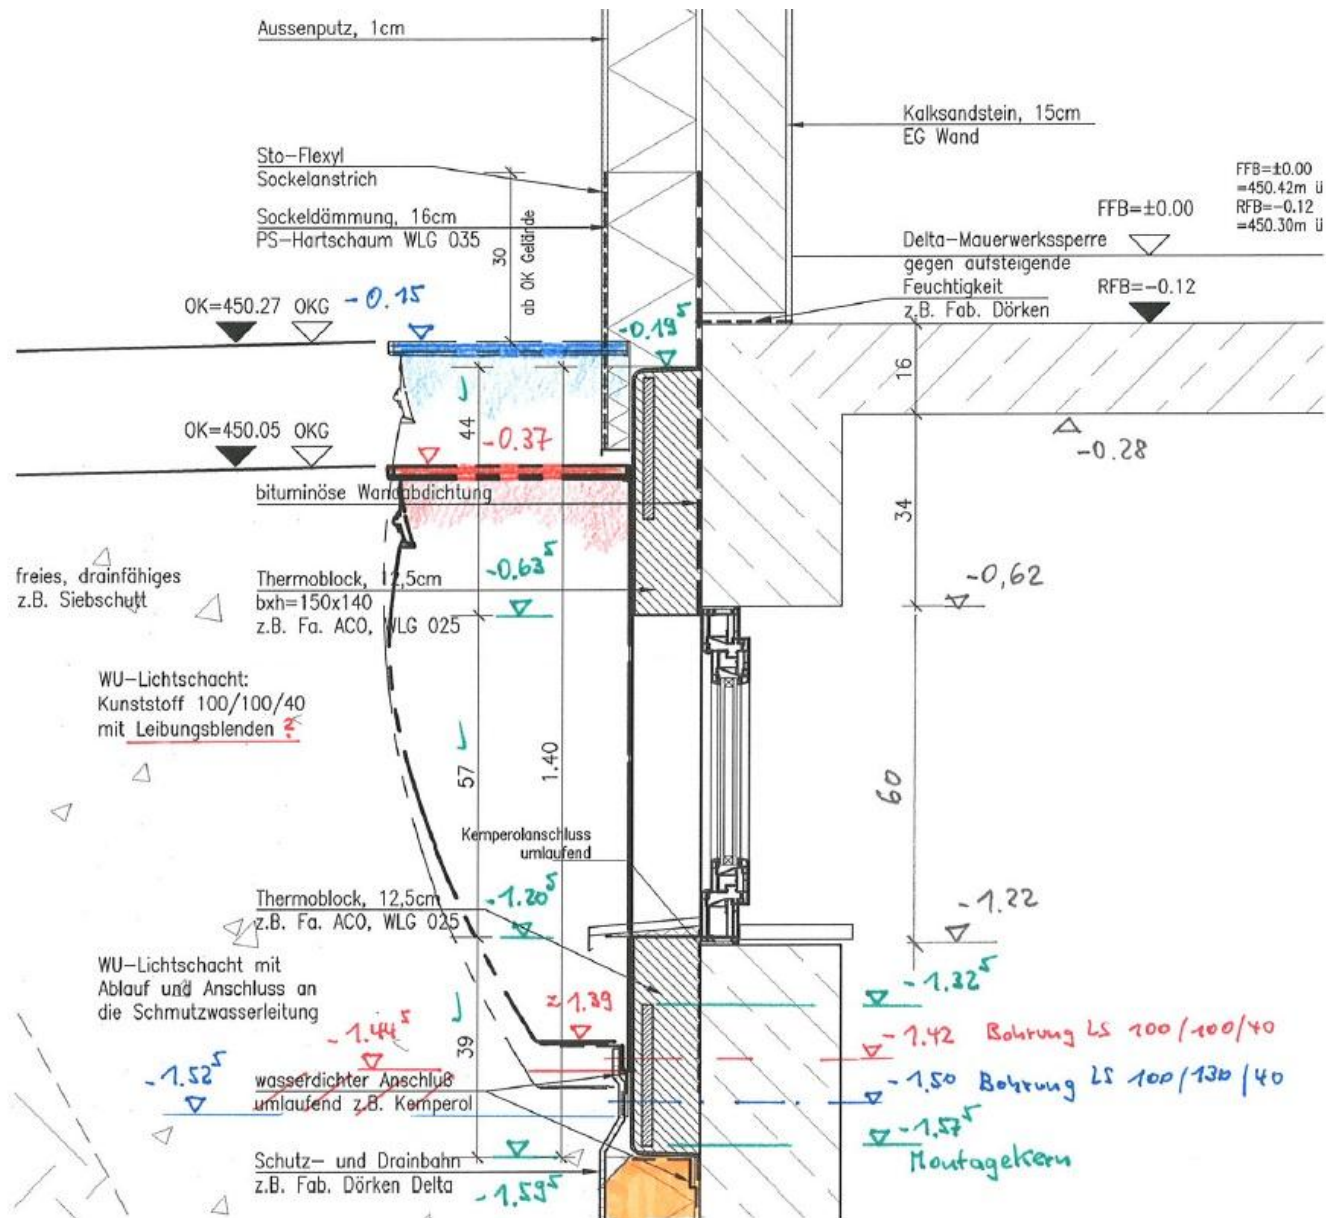 Aussenputz, 1cm
Kalksandstein, 15cm
EG Wand
Sto-Flexyl
Sockelanstrich
Sockeldämmung, 16cm
PS-Hartschaum WLG 035
30
ab OK Gelände
FFB=±0.00
=450.42m ü
RFB=-0.12
=450.30m ü
FFB=±0.00
Delta-Mauerwerkssperre
gegen aufsteigende
Feuchtigkeit
z.B. Fab. Dörken
RFB=-0.12
OK=450.27 OKG
-0.15
-0.19⁵
16
44
OK=450.05 OKG
-0.37
-0.28
bituminöse Wandabdichtung
34
freies, drainfähiges
z.B. Siebschutt
Thermoblock, 12,5cm
bxh=150x140
z.B. Fa. ACO, WLG 025
-0.63⁵
-0,62
WU-Lichtschacht:
Kunststoff 100/100/40
mit Leibungsblenden ?
57
1.40
60
Kemperolanschluss
umlaufend
Thermoblock, 12,5cm
z.B. Fa. ACO, WLG 025
-1.20⁵
-1.22
WU-Lichtschacht mit
Ablauf und Anschluss an
die Schmutzwasserleitung
-1.32⁵
1.39
-1.44⁵
39
-1.42 Bohrung LS 100/100/40
-1.52⁵
wasserdichter Anschluß
umlaufend z.B. Kemperol
-1.50 Bohrung LS 100/130/40
-1.57⁵
Montagekern
Schutz- und Drainbahn
z.B. Fab. Dörken Delta
-1.59⁵